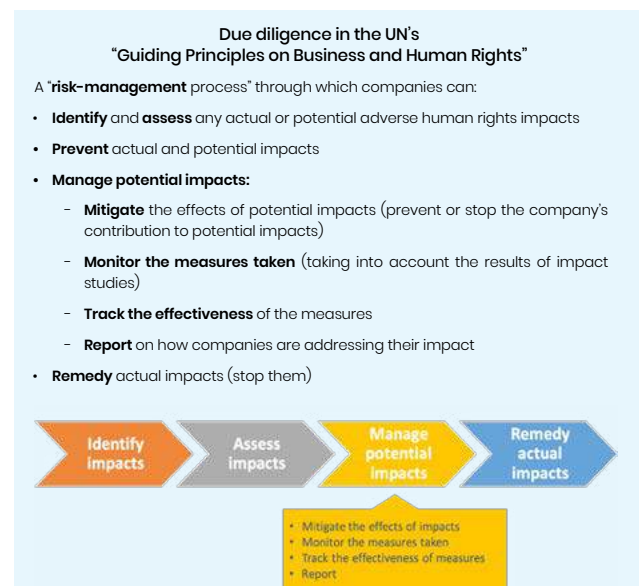 Due diligence in the UN's
“Guiding Principles on Business and Human Rights”
A “risk-management process” through which companies can:
• Identify and assess any actual or potential adverse human rights impacts
• Prevent actual and potential impacts
• Manage potential impacts:
- Mitigate the effects of potential impacts (prevent or stop the company's
contribution to potential impacts)
- Monitor the measures taken (taking into account the results of impact
studies)
- Track the effectiveness of the measures
- Report on how companies are addressing their impact
• Remedy actual impacts (stop them)
Identify
impacts
Assess
impacts
Manage
potential
impacts
Remedy
actual
impacts
• Mitigate the effects of impacts
• Monitor the measures taken
• Track the effectiveness of measures
• Report